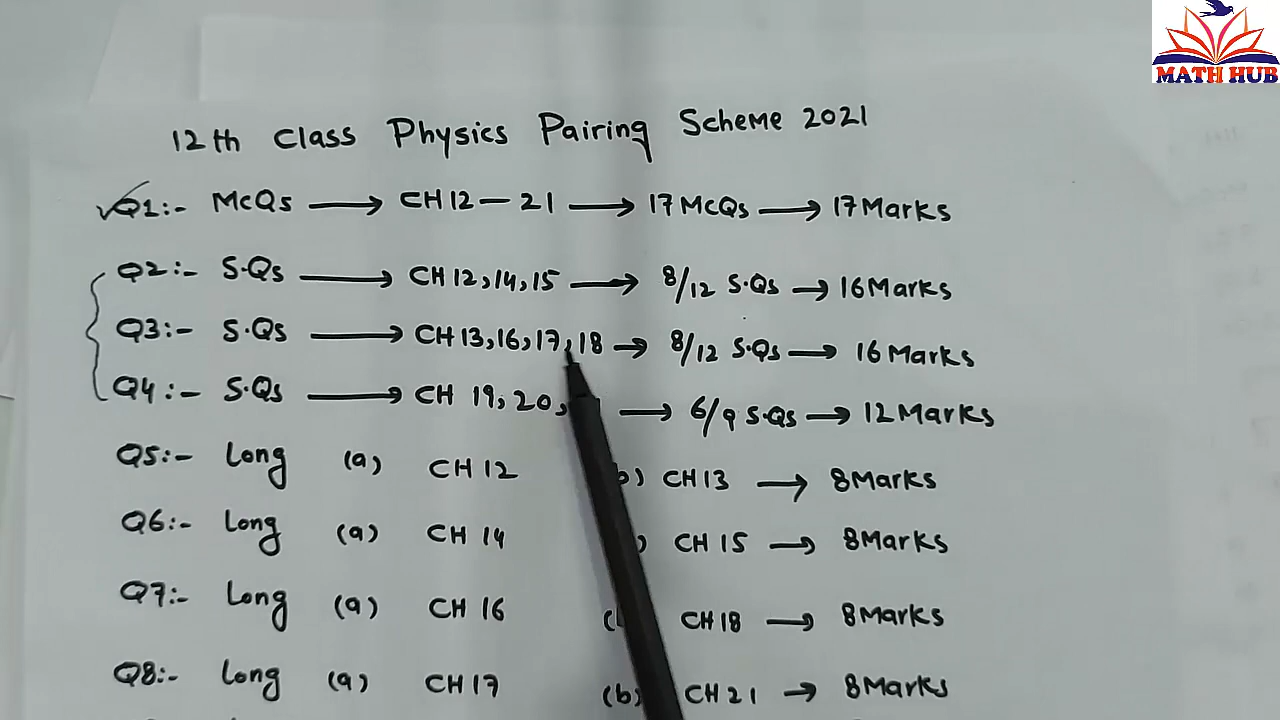 MATH HUB
12th Class Physics Pairing Scheme 2021
Q1:- McQs → CH 12 — 21 → 17 McQs → 17 Marks
Q2:- S.Qs → CH 12, 14, 15 → 8/12 S.Qs → 16 Marks
Q3:- S.Qs → CH 13, 16, 17, 18 → 8/12 S.Qs → 16 Marks
Q4:- S.Qs → CH 19, 20, → 6/9 S.Qs → 12 Marks
Q5:- Long (a) CH 12 b) CH 13 → 8 Marks
Q6:- Long (a) CH 14 ) CH 15 → 8 Marks
Q7:- Long (a) CH 16 ( CH 18 → 8 Marks
Q8:- Long (a) CH 17 (b) CH 21 → 8 Marks